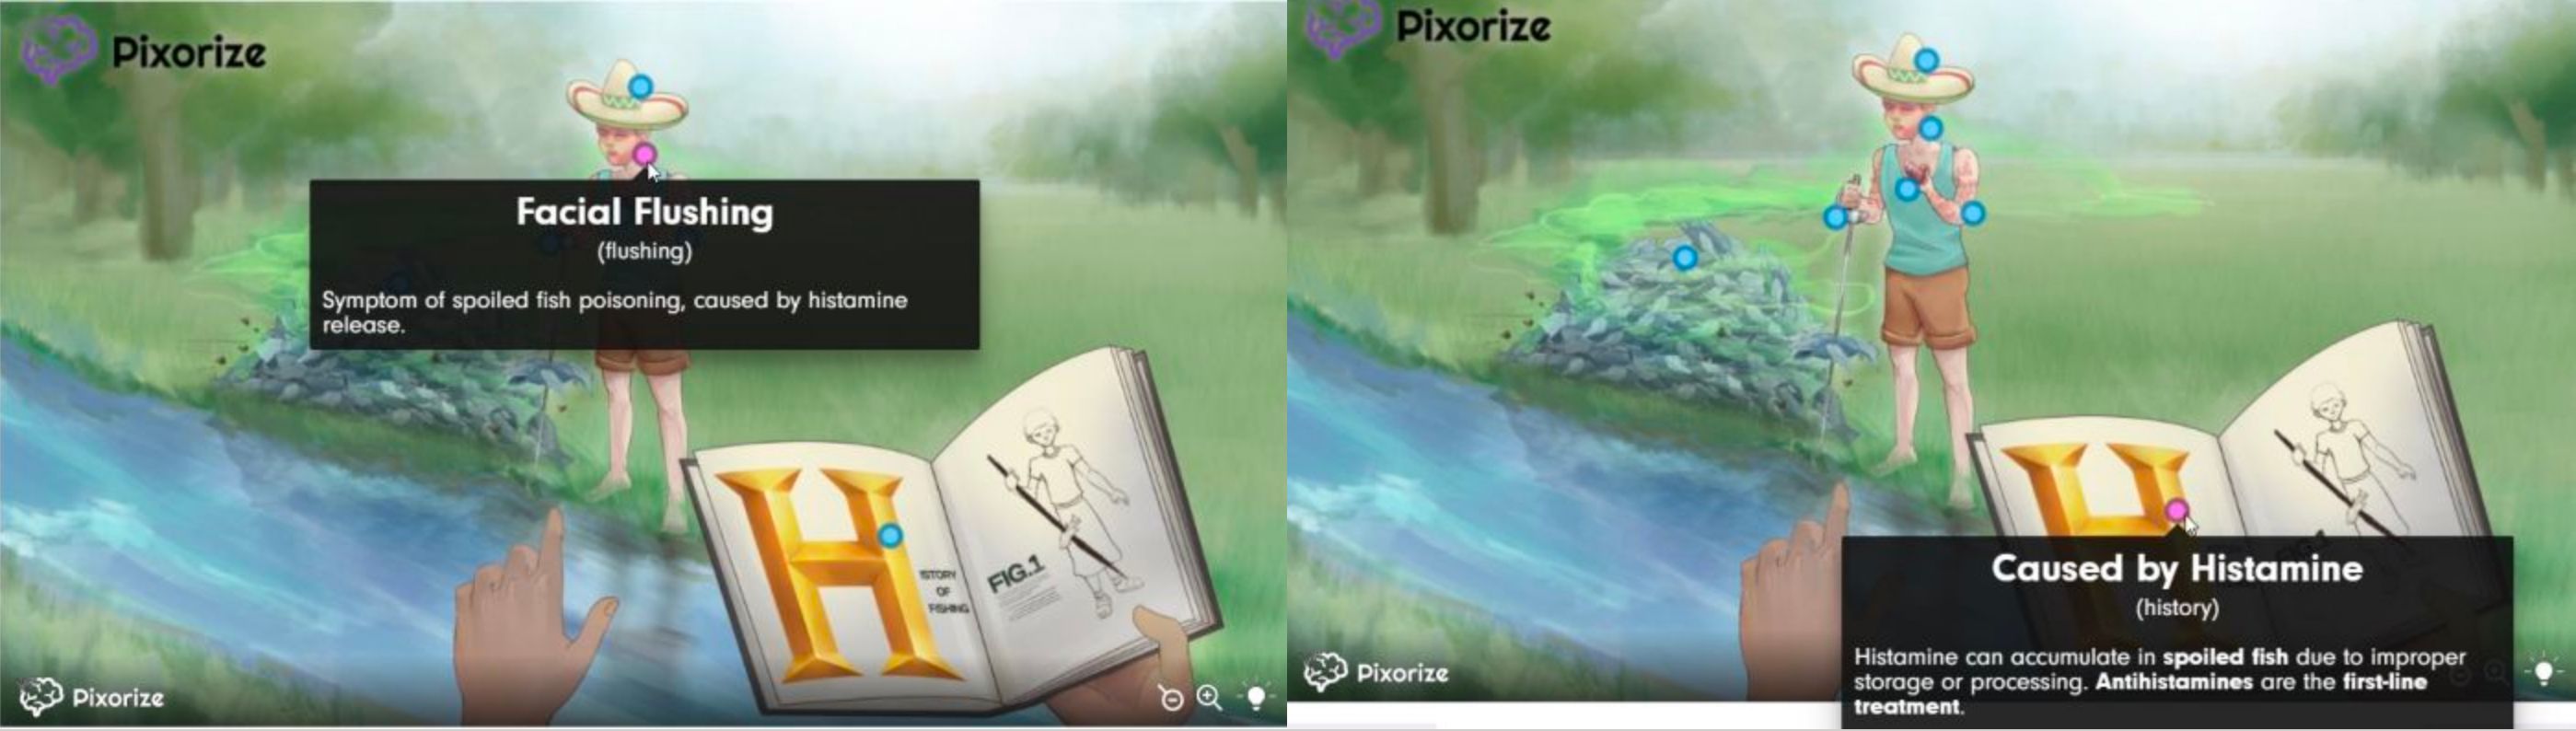 Pixorize
Facial Flushing
(flushing)
Symptom of spoiled fish poisoning, caused by histamine
release.
H
ISTORY
OF
FISHING
FIG.1
Pixorize
Pixorize
H
Caused by Histamine
(history)
Histamine can accumulate in spoiled fish due to improper
storage or processing. Antihistamines are the first-line
treatment.
Pixorize